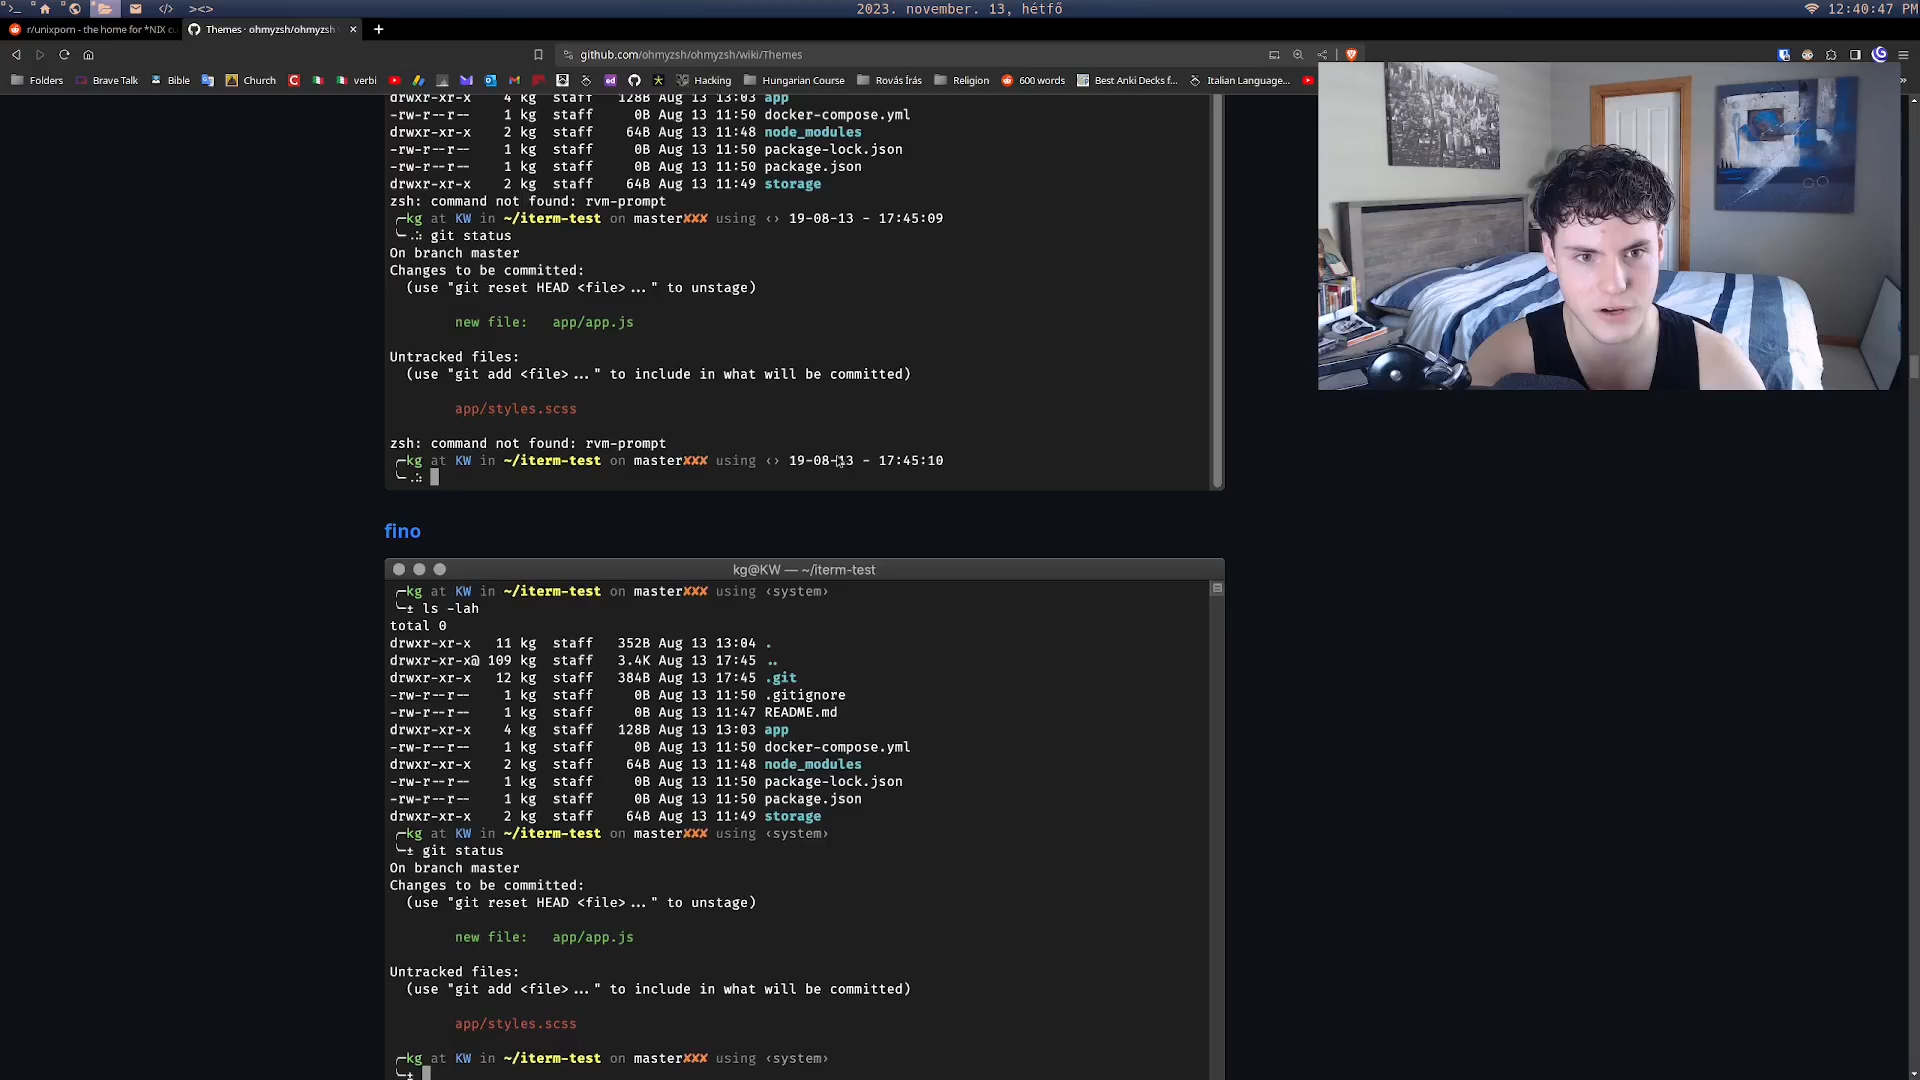 2023. november. 13, hétfő
12:40:47 PM
r/unixporn - the home for *NIX cu
Themes · ohmyzsh/ohmyzsh
github.com/ohmyzsh/ohmyzsh/wiki/Themes
Folders Brave Talk Bible Church verbi Hacking Hungarian Course Rovás Írás Religion 600 words Best Anki Decks f... Italian Language...
drwxr-xr-x 4 kg staff 128B Aug 13 13:03 app
-rw-r--r-- 1 kg staff 0B Aug 13 11:50 docker-compose.yml
drwxr-xr-x 2 kg staff 64B Aug 13 11:48 node_modules
-rw-r--r-- 1 kg staff 0B Aug 13 11:50 package-lock.json
-rw-r--r-- 1 kg staff 0B Aug 13 11:50 package.json
drwxr-xr-x 2 kg staff 64B Aug 13 11:49 storage
zsh: command not found: rvm-prompt
╭─kg at KW in ~/iterm-test on master✘✘✘ using ‹› 19-08-13 - 17:45:09
╰─⠠⠵ git status
On branch master
Changes to be committed:
(use "git reset HEAD <file>..." to unstage)
new file: app/app.js
Untracked files:
(use "git add <file>..." to include in what will be committed)
app/styles.scss
zsh: command not found: rvm-prompt
╭─kg at KW in ~/iterm-test on master✘✘✘ using ‹› 19-08-13 - 17:45:10
╰─⠠⠵
fino
kg@KW — ~/iterm-test
╭─kg at KW in ~/iterm-test on master✘✘✘ using ‹system›
╰─± ls -lah
total 0
drwxr-xr-x 11 kg staff 352B Aug 13 13:04 .
drwxr-xr-x@ 109 kg staff 3.4K Aug 13 17:45 ..
drwxr-xr-x 12 kg staff 384B Aug 13 17:45 .git
-rw-r--r-- 1 kg staff 0B Aug 13 11:50 .gitignore
-rw-r--r-- 1 kg staff 0B Aug 13 11:47 README.md
drwxr-xr-x 4 kg staff 128B Aug 13 13:03 app
-rw-r--r-- 1 kg staff 0B Aug 13 11:50 docker-compose.yml
drwxr-xr-x 2 kg staff 64B Aug 13 11:48 node_modules
-rw-r--r-- 1 kg staff 0B Aug 13 11:50 package-lock.json
-rw-r--r-- 1 kg staff 0B Aug 13 11:50 package.json
drwxr-xr-x 2 kg staff 64B Aug 13 11:49 storage
╭─kg at KW in ~/iterm-test on master✘✘✘ using ‹system›
╰─± git status
On branch master
Changes to be committed:
(use "git reset HEAD <file>..." to unstage)
new file: app/app.js
Untracked files:
(use "git add <file>..." to include in what will be committed)
app/styles.scss
╭─kg at KW in ~/iterm-test on master✘✘✘ using ‹system›
╰─±